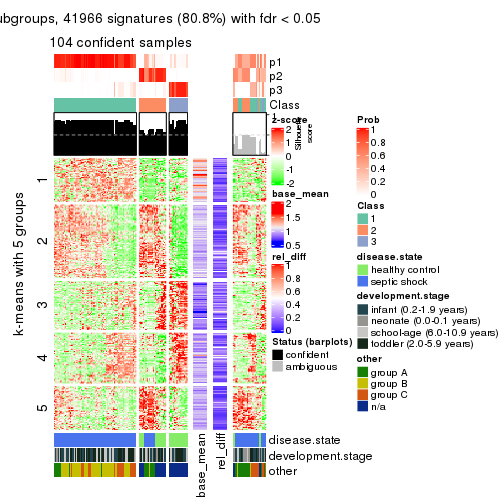 ubgroups, 41966 signatures (80.8%) with fdr < 0.05
104 confident samples
p1
p2
p3
Class
1
Silhouette
score
k-means with 5 groups
1
2
3
4
5
z-score
2
1
0
-1
-2
base_mean
2
1.5
1
0.5
rel_diff
1
0.8
0.6
0.4
0.2
0
Status (barplots)
confident
ambiguous
Prob
1
0.8
0.6
0.4
0.2
0
Class
1
2
3
disease.state
healthy control
septic shock
development.stage
infant (0.2-1.9 years)
neonate (0.0-0.1 years)
school-age (6.0-10.9 years)
toddler (2.0-5.9 years)
other
group A
group B
group C
n/a
disease.state
development.stage
other
base_mean
rel_diff